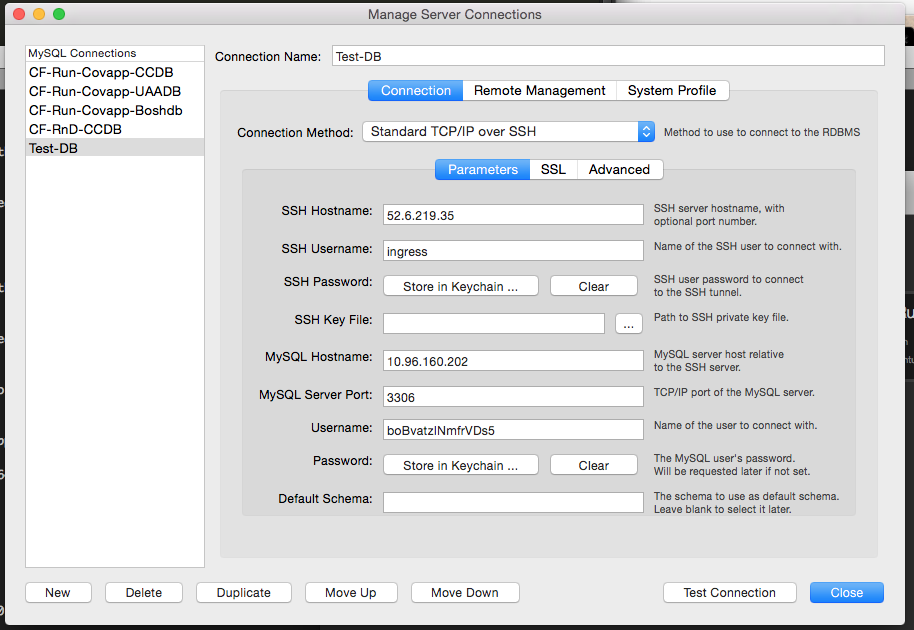 Manage Server Connections
MySQL Connections
CF-Run-Covapp-CCDB
CF-Run-Covapp-UAADB
CF-Run-Covapp-Boshdb
CF-RnD-CCDB
Test-DB
Connection Name: Test-DB
Connection Remote Management System Profile
Connection Method: Standard TCP/IP over SSH Method to use to connect to the RDBMS
Parameters SSL Advanced
SSH Hostname: 52.6.219.35 SSH server hostname, with
optional port number.
SSH Username: ingress Name of the SSH user to connect with.
SSH Password: Store in Keychain ... Clear SSH user password to connect
to the SSH tunnel.
SSH Key File: ... Path to SSH private key file.
MySQL Hostname: 10.96.160.202 MySQL server host relative
to the SSH server.
MySQL Server Port: 3306 TCP/IP port of the MySQL server.
Username: boBvatzlNmfrVDs5 Name of the user to connect with.
Password: Store in Keychain ... Clear The MySQL user's password.
Will be requested later if not set.
Default Schema: The schema to use as default schema.
Leave blank to select it later.
New Delete Duplicate Move Up Move Down Test Connection Close